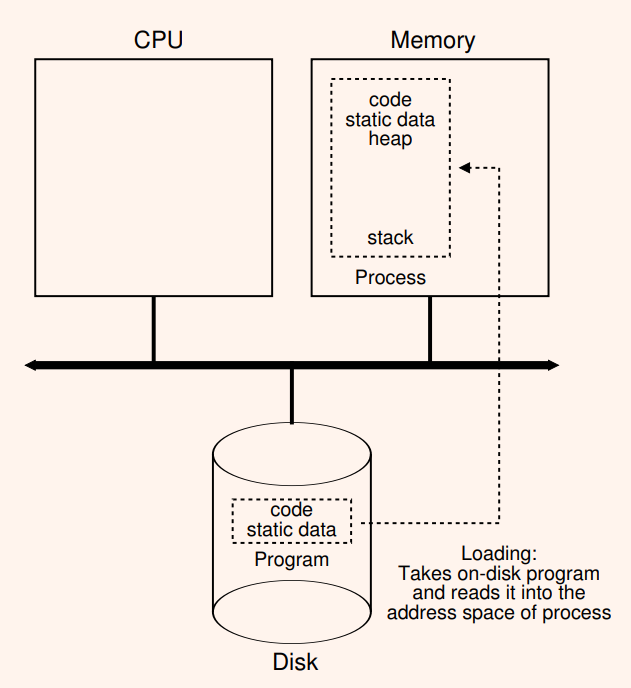 CPU
Memory
code
static data
heap
stack
Process
code
static data
Program
Loading:
Takes on-disk program
and reads it into the
address space of process
Disk